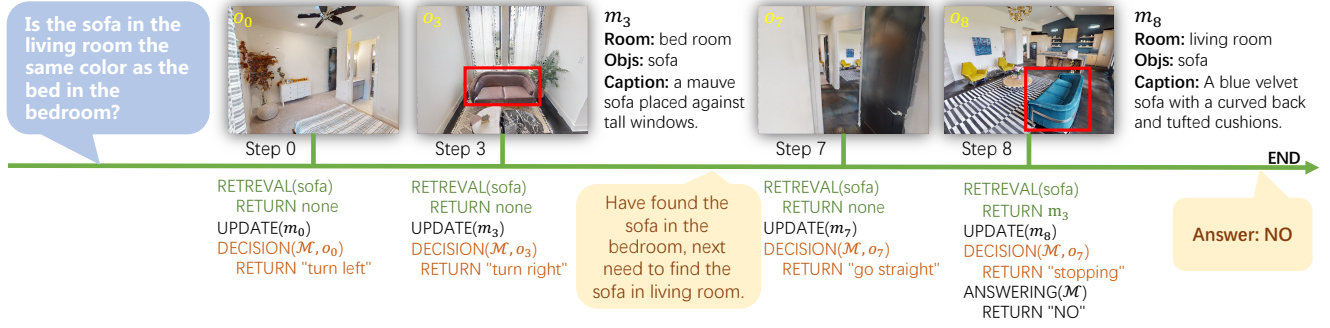 Is the sofa in the
living room the
same color as the
bed in the
bedroom?
o₀
o₃
m₃
Room: bed room
Objs: sofa
Caption: a mauve
sofa placed against
tall windows.
o₇
o₈
m₈
Room: living room
Objs: sofa
Caption: A blue velvet
sofa with a curved back
and tufted cushions.
Step 0
Step 3
Step 7
Step 8
END
RETREVAL(sofa)
RETURN none
UPDATE(m₀)
DECISION(ℳ, o₀)
RETURN "turn left"
RETREVAL(sofa)
RETURN none
UPDATE(m₃)
DECISION(ℳ, o₃)
RETURN "turn right"
Have found the
sofa in the
bedroom, next
need to find the
sofa in living room.
RETREVAL(sofa)
RETURN none
UPDATE(m₇)
DECISION(ℳ, o₇)
RETURN "go straight"
RETREVAL(sofa)
RETURN m₃
UPDATE(m₈)
DECISION(ℳ, o₇)
RETURN "stopping"
ANSWERING(ℳ)
RETURN "NO"
Answer: NO